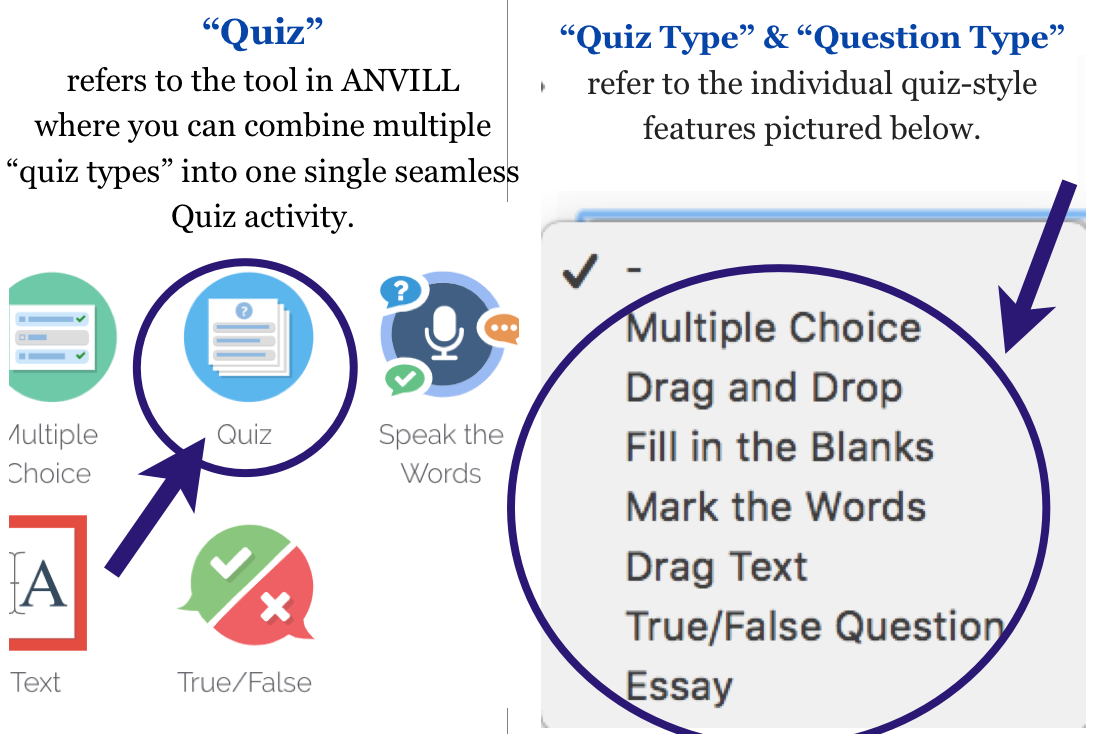 “Quiz”
refers to the tool in ANVILL
where you can combine multiple
“quiz types” into one single seamless
Quiz activity.
Multiple
Choice
?
Quiz
?
Speak the
Words
A
Text
True/False
“Quiz Type” & “Question Type”
refer to the individual quiz-style
features pictured below.
-
Multiple Choice
Drag and Drop
Fill in the Blanks
Mark the Words
Drag Text
True/False Question
Essay